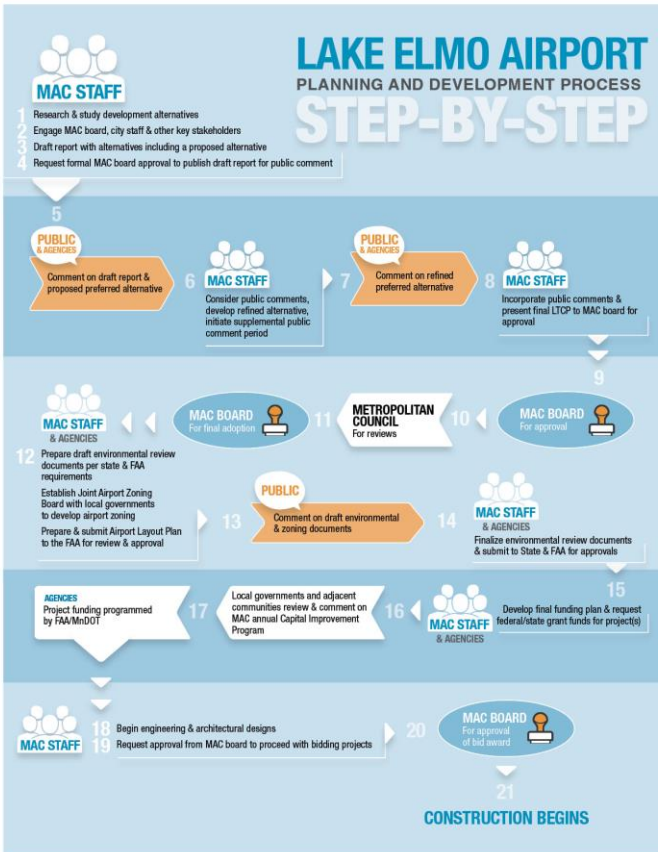 LAKE ELMO AIRPORT
PLANNING AND DEVELOPMENT PROCESS
STEP-BY-STEP
MAC STAFF
1 Research & study development alternatives
2 Engage MAC board, city staff & other key stakeholders
3 Draft report with alternatives including a proposed alternative
4 Request formal MAC board approval to publish draft report for public comment
5
PUBLIC
& AGENCIES
Comment on draft report &
proposed preferred alternative
6
MAC STAFF
Consider public comments,
develop refined alternative,
initiate supplemental public
comment period
7
PUBLIC
& AGENCIES
Comment on refined
preferred alternative
8
MAC STAFF
Incorporate public comments &
present final LTCP to MAC board for
approval
9
MAC BOARD
For approval
10
METROPOLITAN
COUNCIL
For reviews
11
MAC BOARD
For final adoption
MAC STAFF
& AGENCIES
12 Prepare draft environmental review
documents per state & FAA
requirements
Establish Joint Airport Zoning
Board with local governments
to develop airport zoning
Prepare & submit Airport Layout Plan
to the FAA for review & approval
13
PUBLIC
Comment on draft environmental
& zoning documents
14
MAC STAFF
& AGENCIES
Finalize environmental review documents
& submit to State & FAA for approvals
15
Develop final funding plan & request
federal/state grant funds for project(s)
MAC STAFF
& AGENCIES
16
Local governments and adjacent
communities review & comment on
MAC annual Capital Improvement
Program
17
AGENCIES
Project funding programmed
by FAA/MnDOT
MAC STAFF
18 Begin engineering & architectural designs
19 Request approval from MAC board to proceed with bidding projects
20
MAC BOARD
For approval
of bid award
21
CONSTRUCTION BEGINS